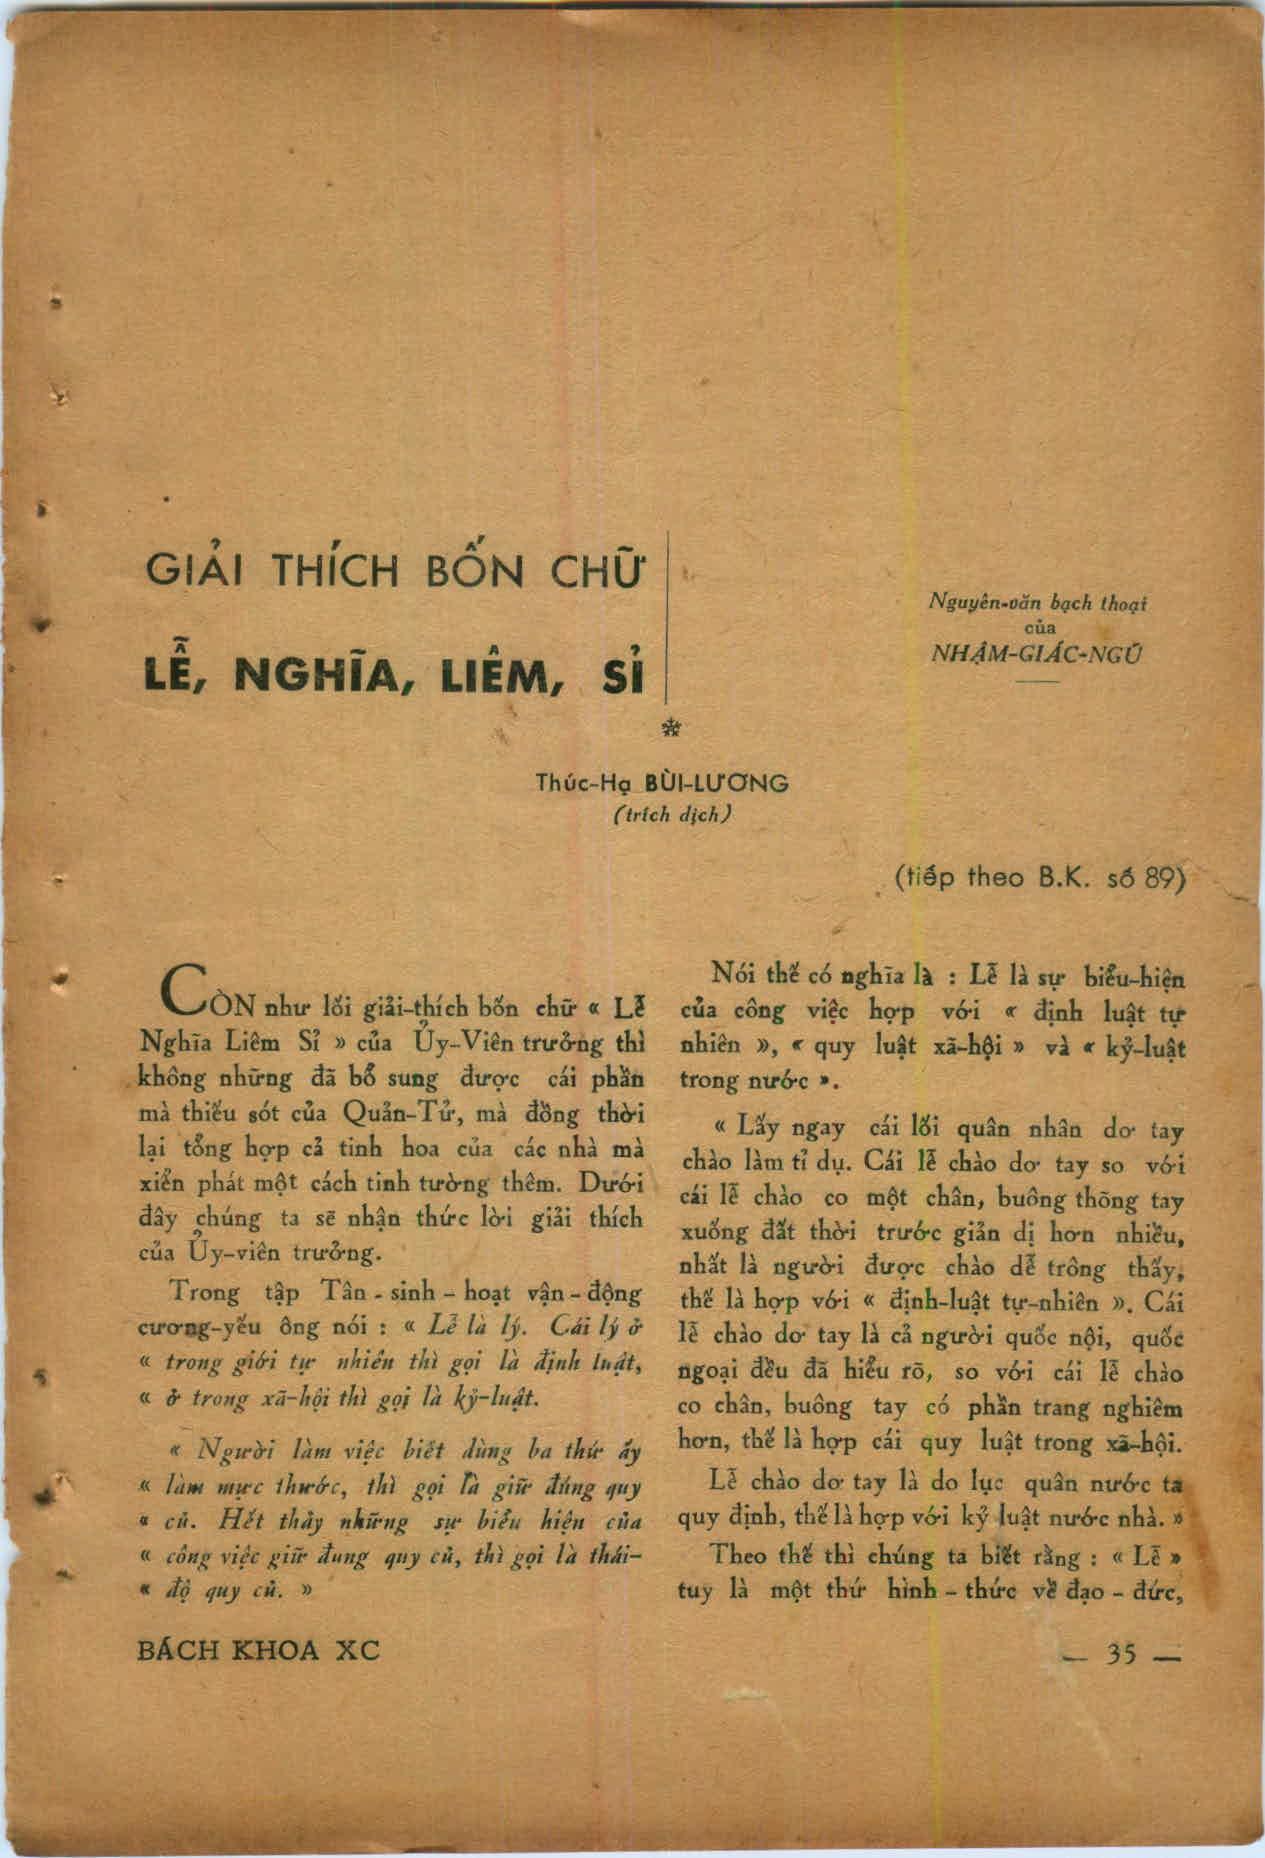 GIẢI THÍCH BỐN CHỮ
LỄ, NGHĨA, LIÊM, SỈ
Nguyên-văn bạch thoại
của
NHẬM-GIÁC-NGŨ
Thúc-Hạ BÙI-LƯƠNG
(trích dịch)
(tiếp theo B.K. số 89)
CÒN như lối giải-thích bốn chữ « Lễ
Nghĩa Liêm Sỉ » của Ủy-Viên trưởng thì
không những đã bổ sung được cái phần
mà thiếu sót của Quản-Tử, mà đồng thời
lại tổng hợp cả tinh hoa của các nhà mà
xiển phát một cách tinh tường thêm. Dưới
đây chúng ta sẽ nhận thức lời giải thích
của Ủy-viên trưởng.
Trong tập Tân - sinh - hoạt vận - động
cương-yếu ông nói : « Lễ là lý. Cái lý ở
« trong giới tự nhiên thì gọi là định luật,
« ở trong xã-hội thì gọi là kỷ-luật.
« Người làm việc biết dùng ba thứ ấy
« làm mực thước, thì gọi là giữ đúng quy
« củ. Hết thảy những sự biểu hiện của
« công việc giữ đung quy củ, thì gọi là thái-
« độ quy củ. »
Nói thế có nghĩa là : Lễ là sự biểu-hiện
của công việc hợp với « định luật tự
nhiên », « quy luật xã-hội » và « kỷ-luật
trong nước ».
« Lấy ngay cái lối quân nhân dơ tay
chào làm tỉ dụ. Cái lễ chào dơ tay so với
cái lễ chào co một chân, buông thõng tay
xuống đất thời trước giản dị hơn nhiều,
nhất là người được chào dễ trông thấy,
thế là hợp với « định-luật tự-nhiên ». Cái
lễ chào dơ tay là cả người quốc nội, quốc
ngoại đều đã hiểu rõ, so với cái lễ chào
co chân, buông tay có phần trang nghiêm
hơn, thế là hợp cái quy luật trong xã-hội.
Lễ chào dơ tay là do lục quân nước ta
quy định, thế là hợp với kỷ luật nước nhà. »
Theo thế thì chúng ta biết rằng : « Lễ »
tuy là một thứ hình - thức về đạo - đức,
BÁCH KHOA XC
— 35 —